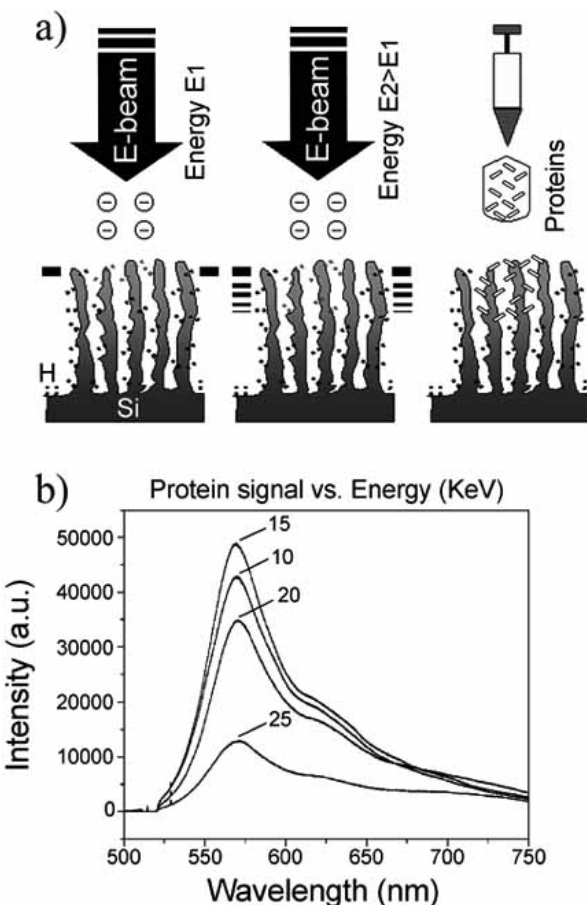 a)
E-beam
Energy E1
E-beam
Energy E2>E1
Proteins
H
Si
b)
Protein signal vs. Energy (KeV)
Intensity (a.u.)
50000
40000
30000
20000
10000
0
15
10
20
25
500 550 600 650 700 750
Wavelength (nm)